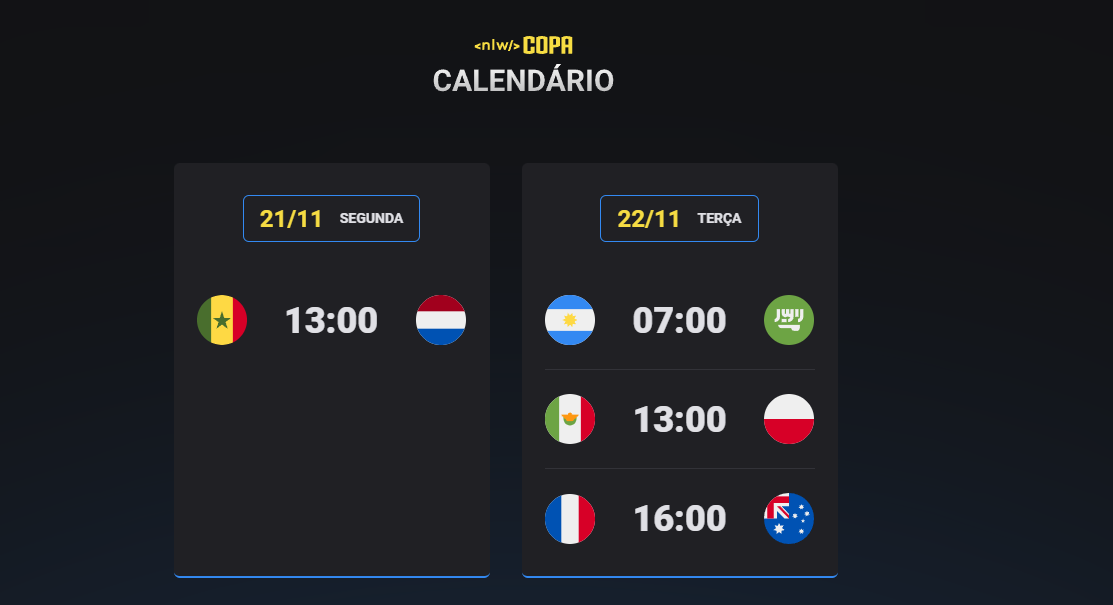 <nlw/> COPA
CALENDÁRIO
21/11 SEGUNDA
13:00
22/11 TERÇA
07:00
13:00
16:00